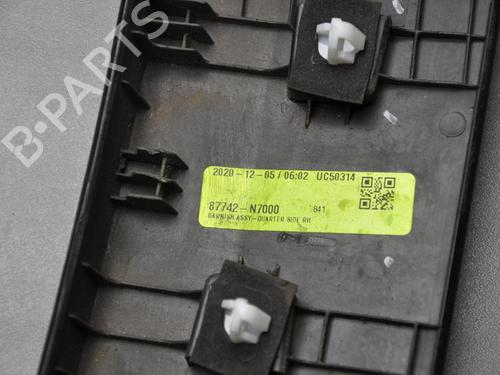 B-PARTS
2020-12-05/06:02 UC50314
87742-N7000 841
GARNISH ASSY-QUARTER SIDE RH